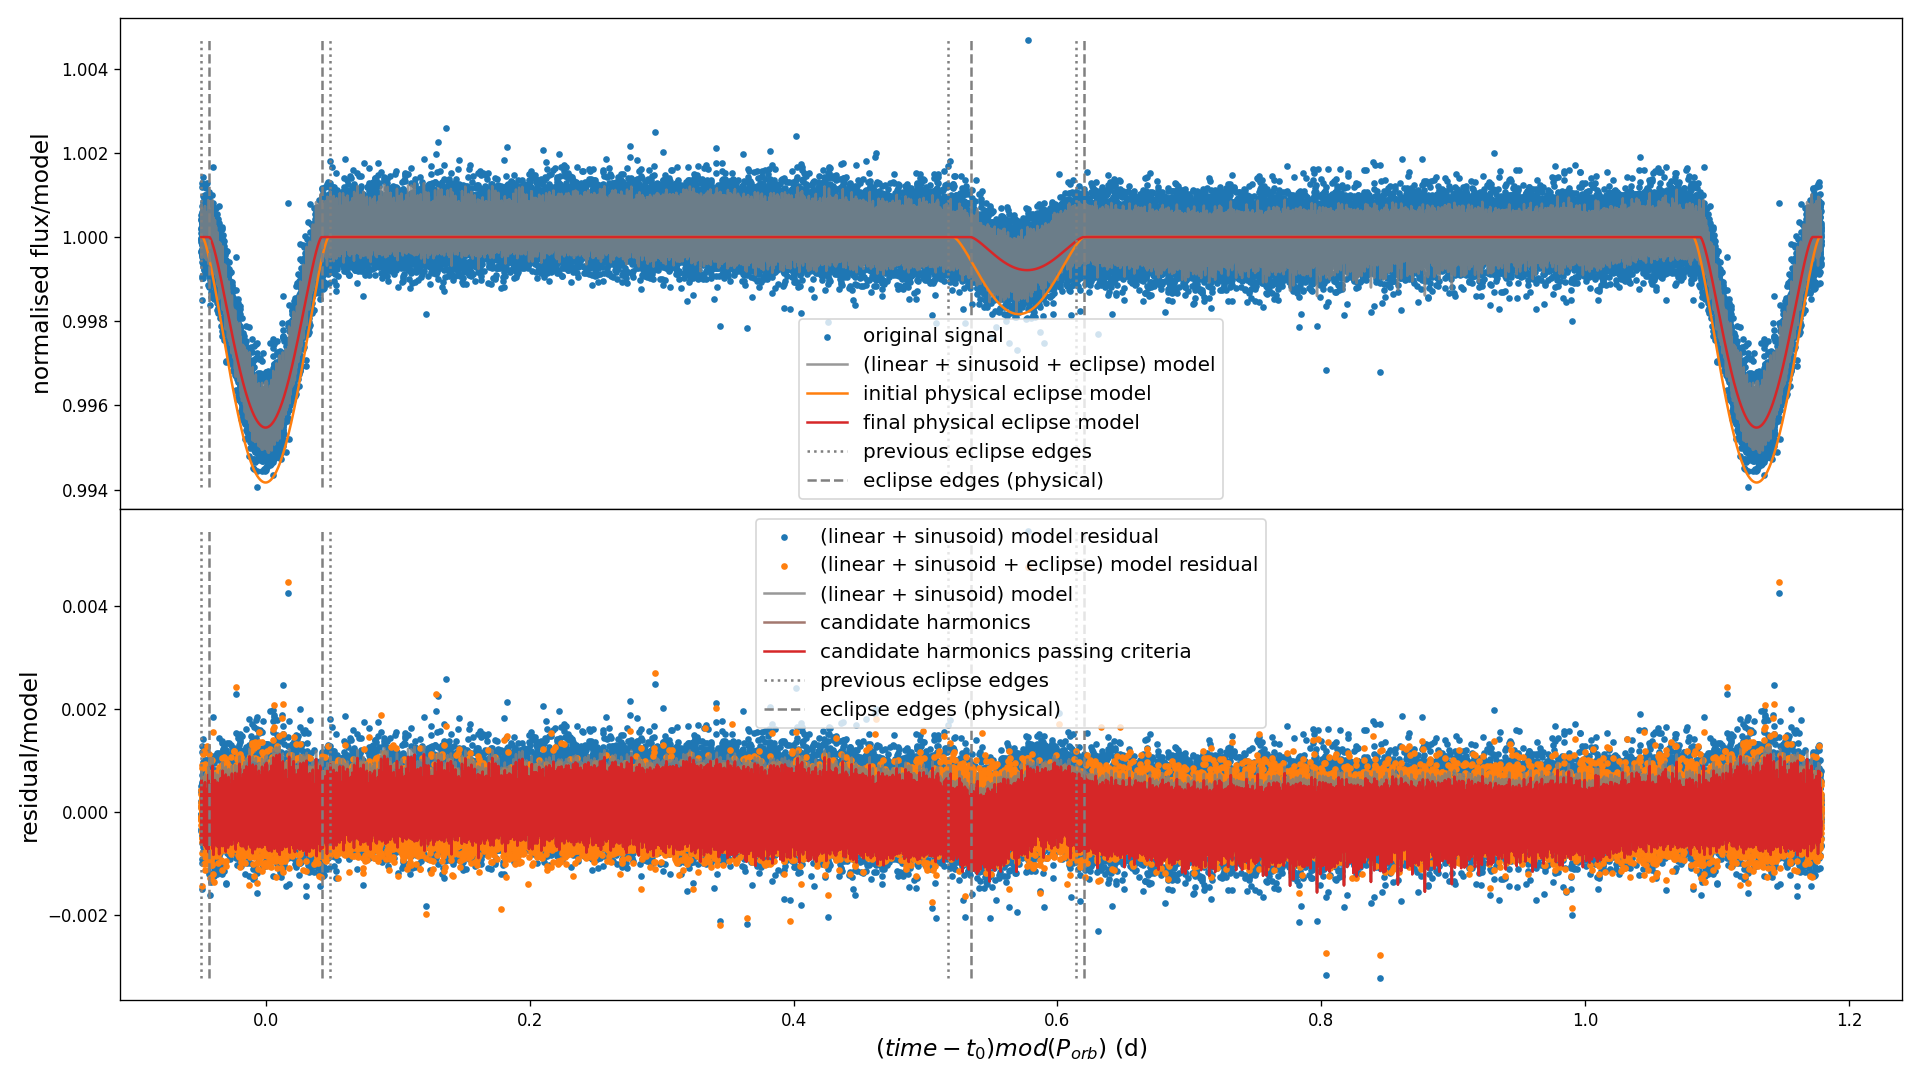 normalised flux/model
1.004
1.002
1.000
0.998
0.996
0.994
original signal
(linear + sinusoid + eclipse) model
initial physical eclipse model
final physical eclipse model
previous eclipse edges
eclipse edges (physical)
residual/model
0.004
0.002
0.000
−0.002
(linear + sinusoid) model residual
(linear + sinusoid + eclipse) model residual
(linear + sinusoid) model
candidate harmonics
candidate harmonics passing criteria
previous eclipse edges
eclipse edges (physical)
0.0 0.2 0.4 0.6 0.8 1.0 1.2
(time − t₀)mod(P_orb) (d)